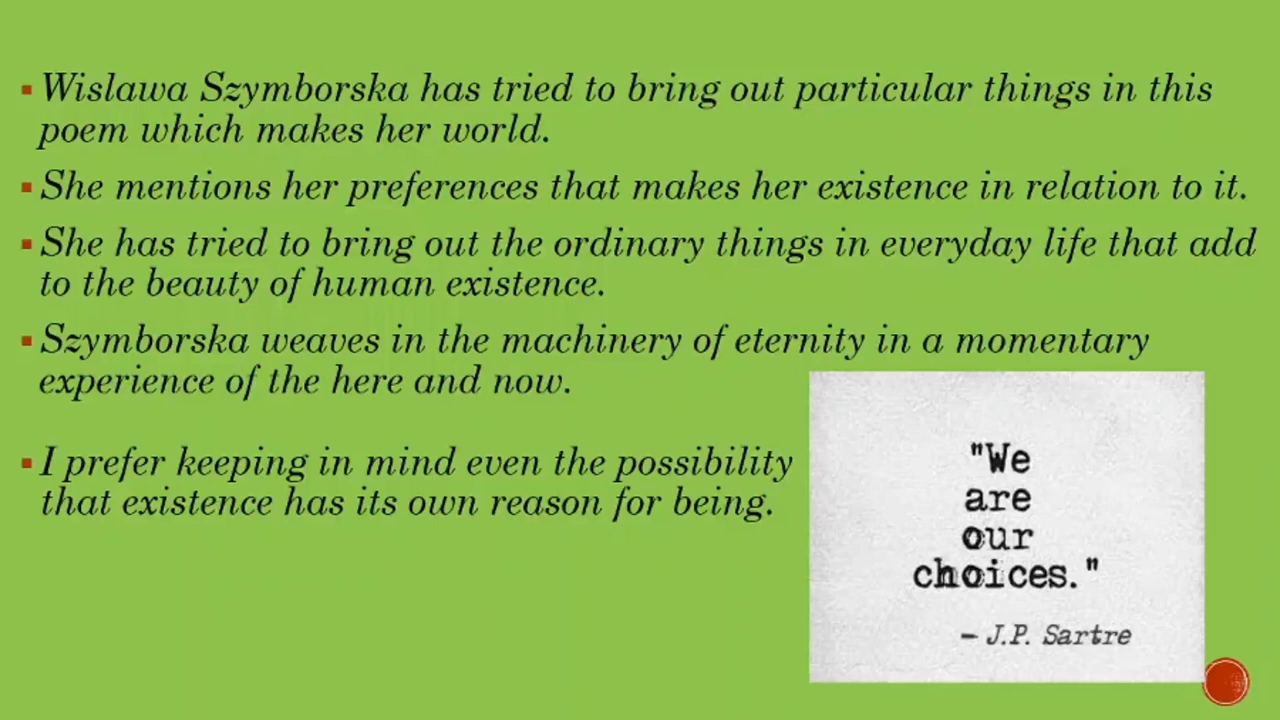 ▪ Wislawa Szymborska has tried to bring out particular things in this
poem which makes her world.
▪ She mentions her preferences that makes her existence in relation to it.
▪ She has tried to bring out the ordinary things in everyday life that add
to the beauty of human existence.
▪ Szymborska weaves in the machinery of eternity in a momentary
experience of the here and now.
▪ I prefer keeping in mind even the possibility
that existence has its own reason for being.
"We
are
our
choices."
– J.P. Sartre